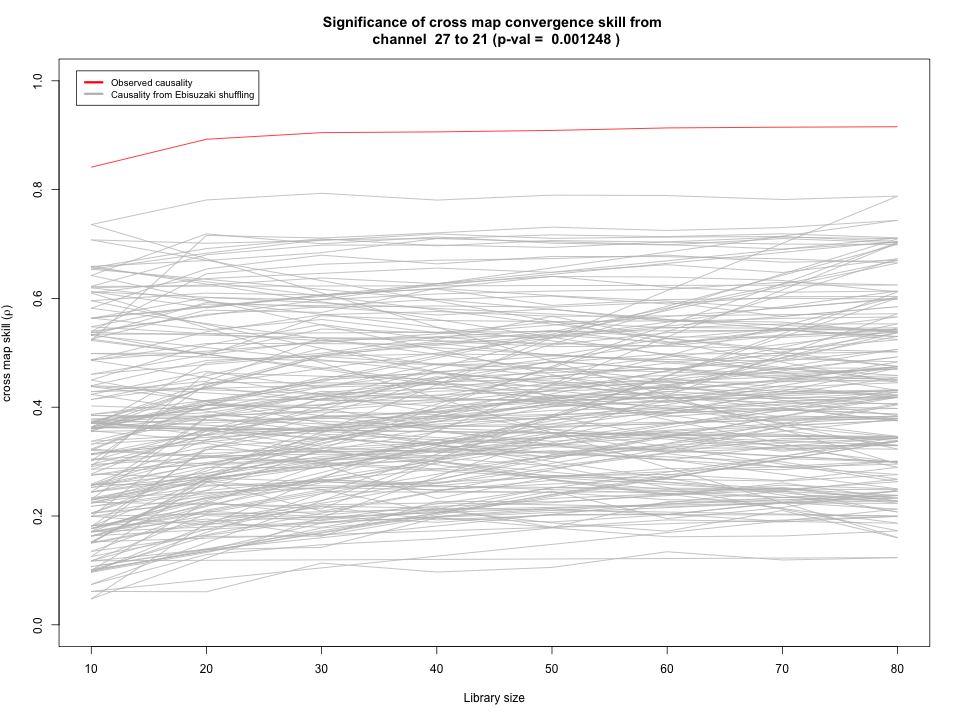 Significance of cross map convergence skill from
channel  27 to 21 (p-val =  0.001248 )
Observed causality
Causality from Ebisuzaki shuffling
cross map skill (ρ)
1.0
0.8
0.6
0.4
0.2
0.0
10 20 30 40 50 60 70 80
Library size